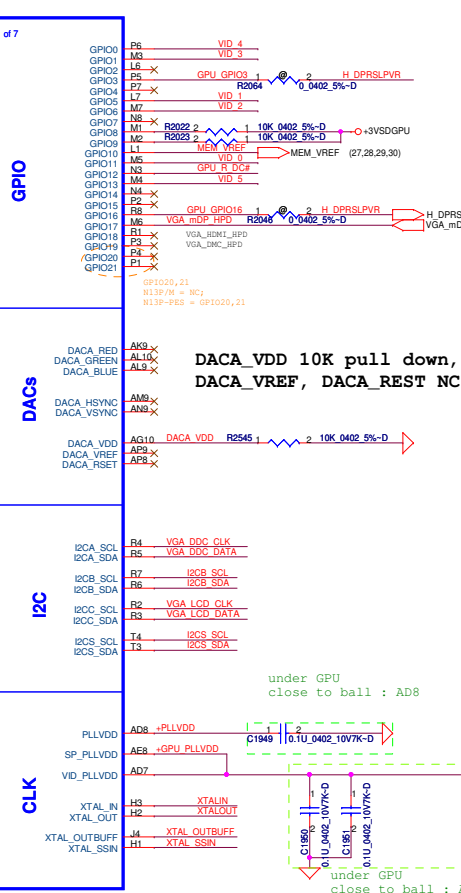 of 7
GPIO
GPIO0 P6 VID_4
GPIO1 M3 VID_3
GPIO2 L6
GPIO3 P5 GPU_GPIO3 1 @ 2 H_DPRSLPVR
GPIO4 P7 R2064 0_0402_5%~D
GPIO5 L7 VID_1
GPIO6 M7 VID_2
GPIO7 N8
GPIO8 M1 R2022 2 1 10K_0402_5%~D +3VSDGPU
GPIO9 M2 R2023 2 1 10K_0402_5%~D
GPIO10 L1 MEM_VREF MEM_VREF (27,28,29,30)
GPIO11 M5 VID_0
GPIO12 N3 GPU_R_DC#
GPIO13 M4 VID_5
GPIO14 N4
GPIO15 P2
GPIO16 R8 GPU_GPIO16 1 @ 2 H_DPRSLPVR H_DPRS
GPIO17 M6 VGA_mDP_HPD R2046 0_0402_5%~D VGA_mD
GPIO18 R1 VGA_HDMI_HPD
GPIO19 P3 VGA_DMC_HPD
GPIO20 P4
GPIO21 P1
GPIO20,21
N13P/M = NC;
N13P-PES = GPIO20,21
DACs
DACA_RED AK9
DACA_GREEN AL10
DACA_BLUE AL9
DACA_VDD 10K pull down,
DACA_VREF, DACA_REST NC
DACA_HSYNC AM9
DACA_VSYNC AN9
DACA_VDD AG10 DACA_VDD R2545 1 2 10K_0402_5%~D
DACA_VREF AP9
DACA_RSET AP8
I2C
I2CA_SCL R4 VGA_DDC_CLK
I2CA_SDA R5 VGA_DDC_DATA
I2CB_SCL R7 I2CB_SCL
I2CB_SDA R6 I2CB_SDA
I2CC_SCL R2 VGA_LCD_CLK
I2CC_SDA R3 VGA_LCD_DATA
I2CS_SCL T4 I2CS_SCL
I2CS_SDA T3 I2CS_SDA
under GPU
close to ball : AD8
CLK
PLLVDD AD8 +PLLVDD 1 2
C1949 0.1U_0402_10V7K~D
SP_PLLVDD AE8 +GPU_PLLVDD
VID_PLLVDD AD7
XTAL_IN H3 XTALIN
XTAL_OUT H2 XTALOUT
XTAL_OUTBUFF J4 XTAL_OUTBUFF
XTAL_SSIN H1 XTAL_SSIN
1 2 C1950 0.1U_0402_10V7K~D
1 2 C1951 0.1U_0402_10V7K~D
under GPU
close to ball :